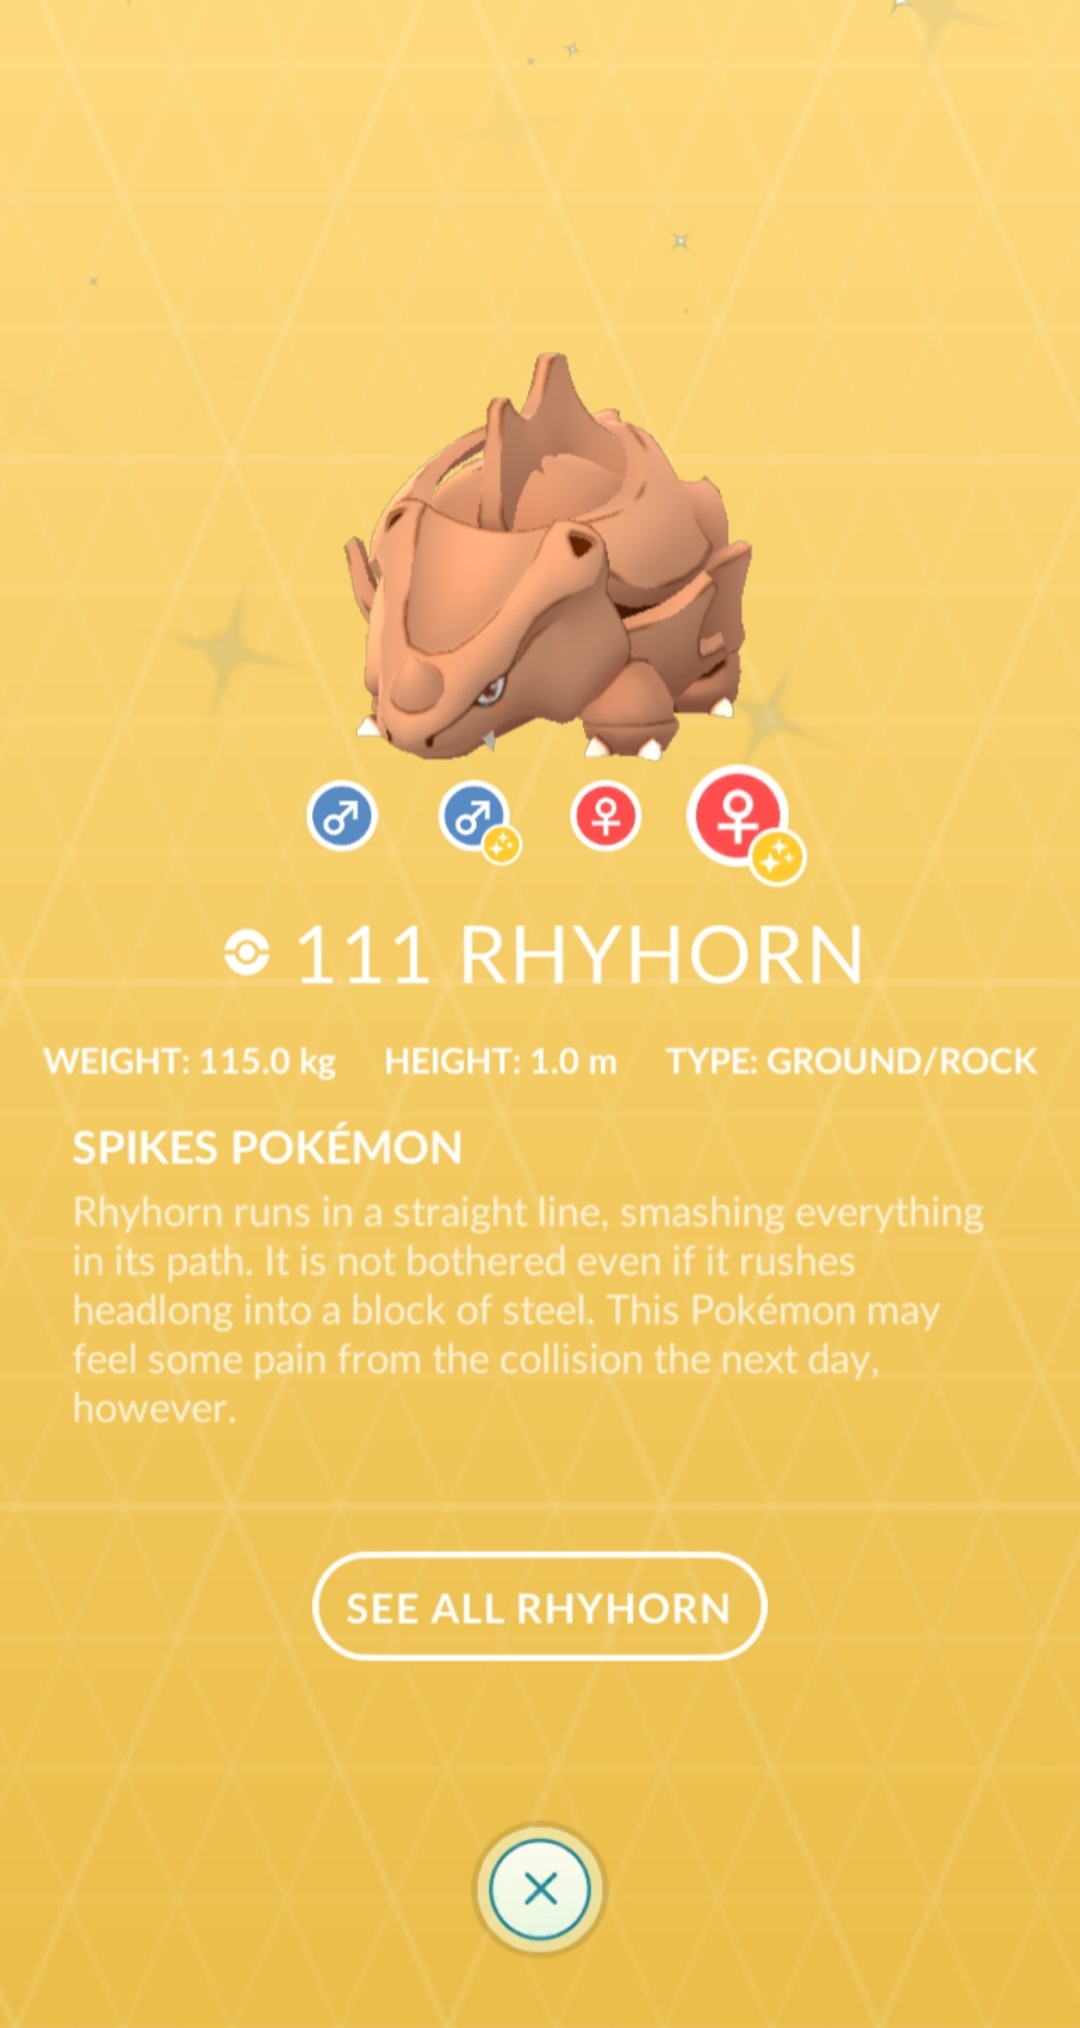 111 RHYHORN
WEIGHT: 115.0 kg HEIGHT: 1.0 m TYPE: GROUND/ROCK
SPIKES POKÉMON
Rhyhorn runs in a straight line, smashing everything
in its path. It is not bothered even if it rushes
headlong into a block of steel. This Pokémon may
feel some pain from the collision the next day,
however.
SEE ALL RHYHORN